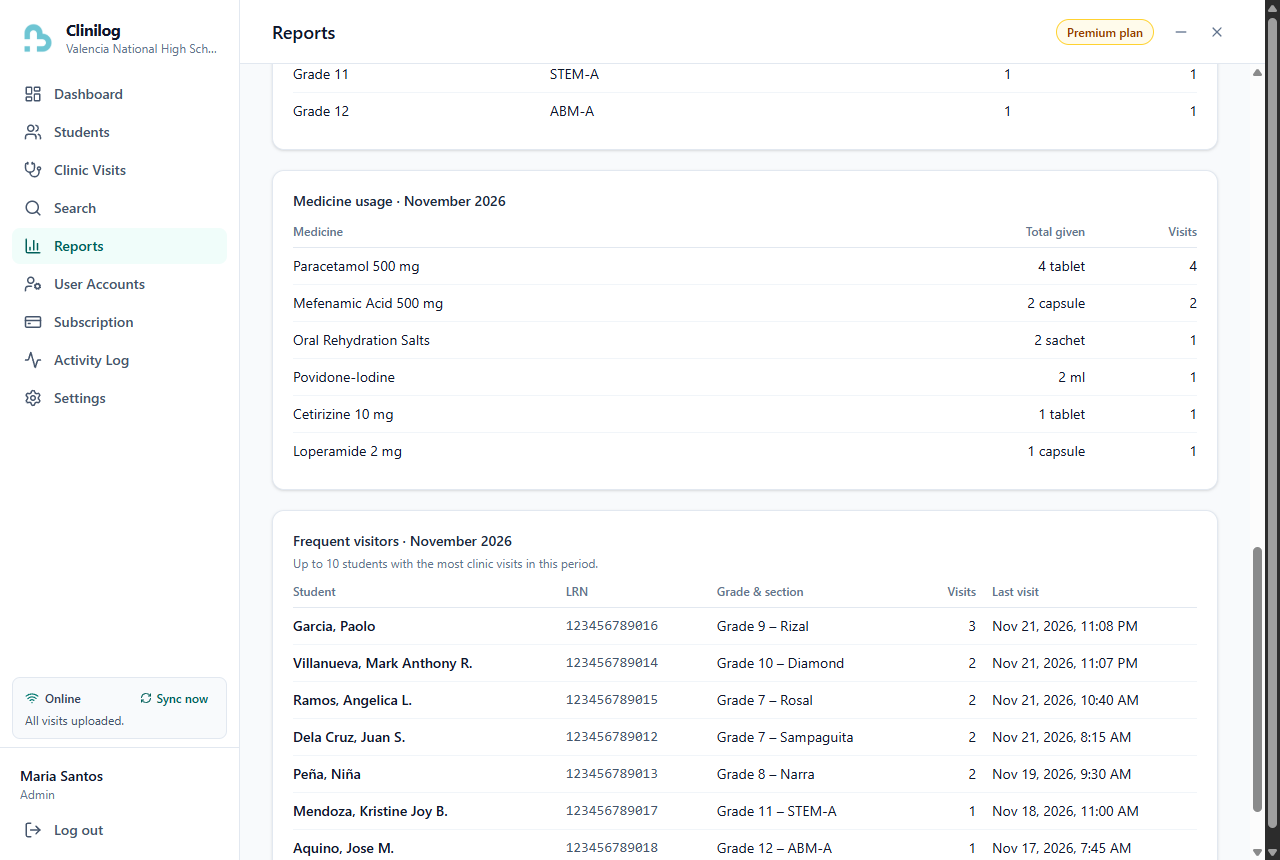 Clinilog
Valencia National High Sch...
Dashboard
Students
Clinic Visits
Search
Reports
User Accounts
Subscription
Activity Log
Settings
Online
Sync now
All visits uploaded.
Maria Santos
Admin
Log out
Reports
Premium plan
Grade 11 STEM-A 1 1
Grade 12 ABM-A 1 1
Medicine usage · November 2026
Medicine Total given Visits
Paracetamol 500 mg 4 tablet 4
Mefenamic Acid 500 mg 2 capsule 2
Oral Rehydration Salts 2 sachet 1
Povidone-Iodine 2 ml 1
Cetirizine 10 mg 1 tablet 1
Loperamide 2 mg 1 capsule 1
Frequent visitors · November 2026
Up to 10 students with the most clinic visits in this period.
Student LRN Grade & section Visits Last visit
Garcia, Paolo 123456789016 Grade 9 – Rizal 3 Nov 21, 2026, 11:08 PM
Villanueva, Mark Anthony R. 123456789014 Grade 10 – Diamond 2 Nov 21, 2026, 11:07 PM
Ramos, Angelica L. 123456789015 Grade 7 – Rosal 2 Nov 21, 2026, 10:40 AM
Dela Cruz, Juan S. 123456789012 Grade 7 – Sampaguita 2 Nov 21, 2026, 8:15 AM
Peña, Niña 123456789013 Grade 8 – Narra 2 Nov 19, 2026, 9:30 AM
Mendoza, Kristine Joy B. 123456789017 Grade 11 – STEM-A 1 Nov 18, 2026, 11:00 AM
Aquino, Jose M. 123456789018 Grade 12 – ABM-A 1 Nov 17, 2026, 7:45 AM